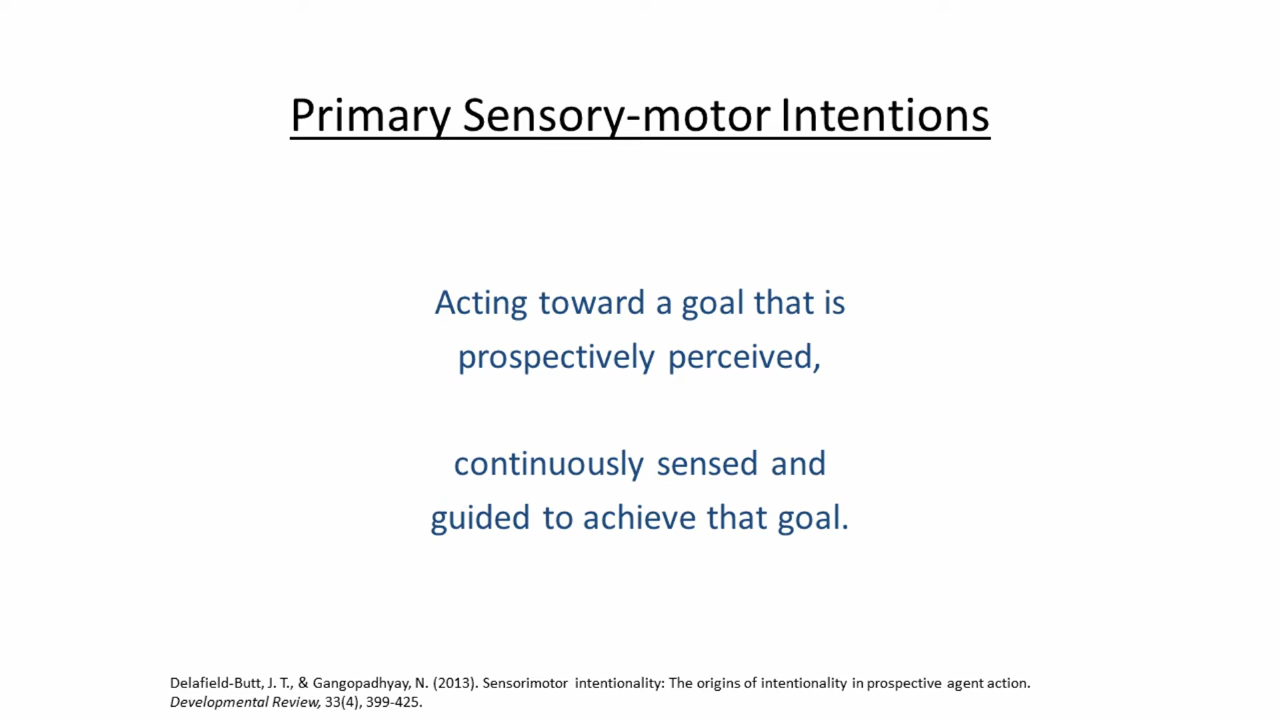 Primary Sensory-motor Intentions
Acting toward a goal that is
prospectively perceived,
continuously sensed and
guided to achieve that goal.
Delafield-Butt, J. T., & Gangopadhyay, N. (2013). Sensorimotor intentionality: The origins of intentionality in prospective agent action.
Developmental Review, 33(4), 399-425.